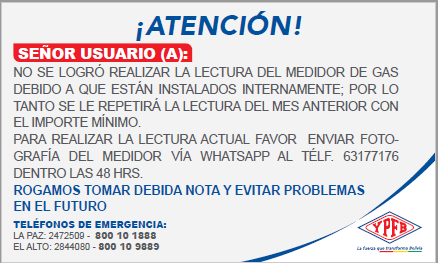 ¡ATENCIÓN!
SEÑOR USUARIO (A):
NO SE LOGRÓ REALIZAR LA LECTURA DEL MEDIDOR DE GAS
DEBIDO A QUE ESTÁN INSTALADOS INTERNAMENTE; POR LO
TANTO SE LE REPETIRÁ LA LECTURA DEL MES ANTERIOR CON
EL IMPORTE MÍNIMO.
PARA REALIZAR LA LECTURA ACTUAL FAVOR ENVIAR FOTO-
GRAFÍA DEL MEDIDOR VÍA WHATSAPP AL TÉLF. 63177176
DENTRO LAS 48 HRS.
ROGAMOS TOMAR DEBIDA NOTA Y EVITAR PROBLEMAS
EN EL FUTURO
TELÉFONOS DE EMERGENCIA:
LA PAZ: 2472509 - 800 10 1888
EL ALTO: 2844080 - 800 10 9889
YPFB
La fuerza que transforma Bolivia